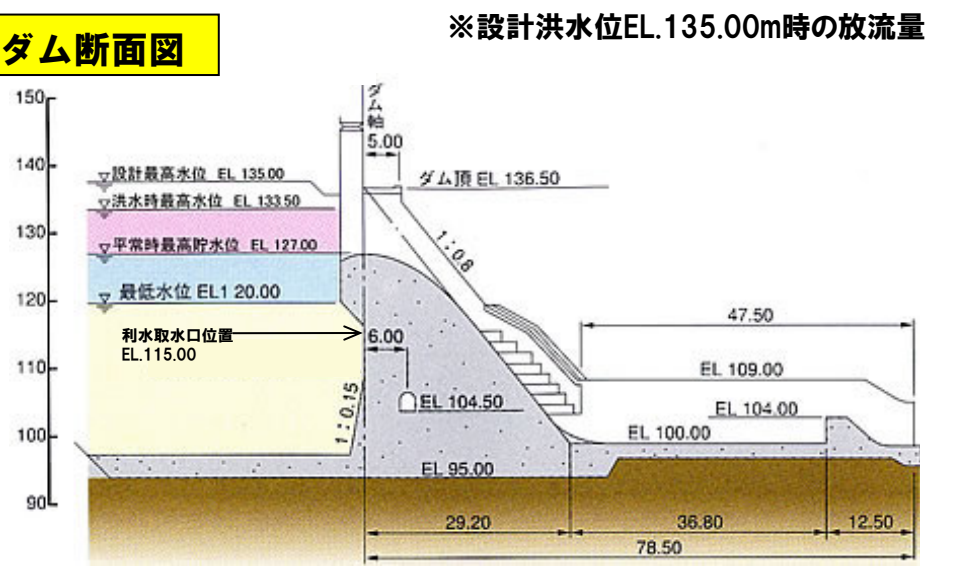 ダム断面図
※設計洪水位EL.135.00m時の放流量
150
140
130
120
110
100
90
ダム軸
5.00
設計最高水位 EL 135.00
洪水時最高水位 EL 133.50
平常時最高貯水位 EL 127.00
最低水位 EL1 20.00
利水取水口位置
EL.115.00
ダム頂 EL 136.50
1:0.8
6.00
1:0.15
EL 104.50
47.50
EL 109.00
EL 104.00
EL 100.00
EL 95.00
29.20
36.80
12.50
78.50